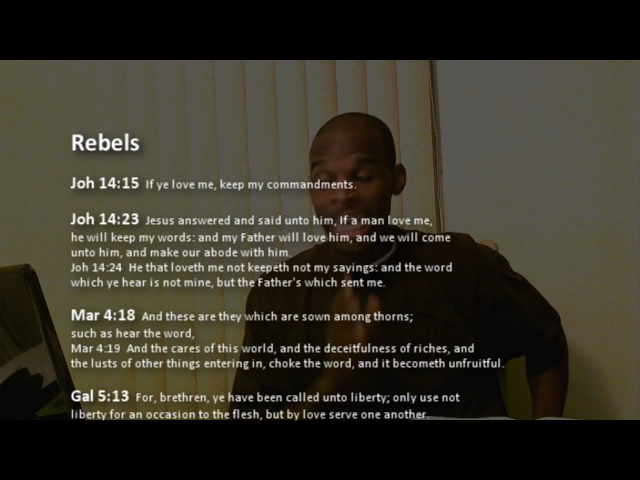 Rebels
Joh 14:15 If ye love me, keep my commandments.
Joh 14:23 Jesus answered and said unto him, If a man love me,
he will keep my words: and my Father will love him, and we will come
unto him, and make our abode with him.
Joh 14:24 He that loveth me not keepeth not my sayings: and the word
which ye hear is not mine, but the Father's which sent me.
Mar 4:18 And these are they which are sown among thorns;
such as hear the word,
Mar 4:19 And the cares of this world, and the deceitfulness of riches, and
the lusts of other things entering in, choke the word, and it becometh unfruitful.
Gal 5:13 For, brethren, ye have been called unto liberty; only use not
liberty for an occasion to the flesh, but by love serve one another.